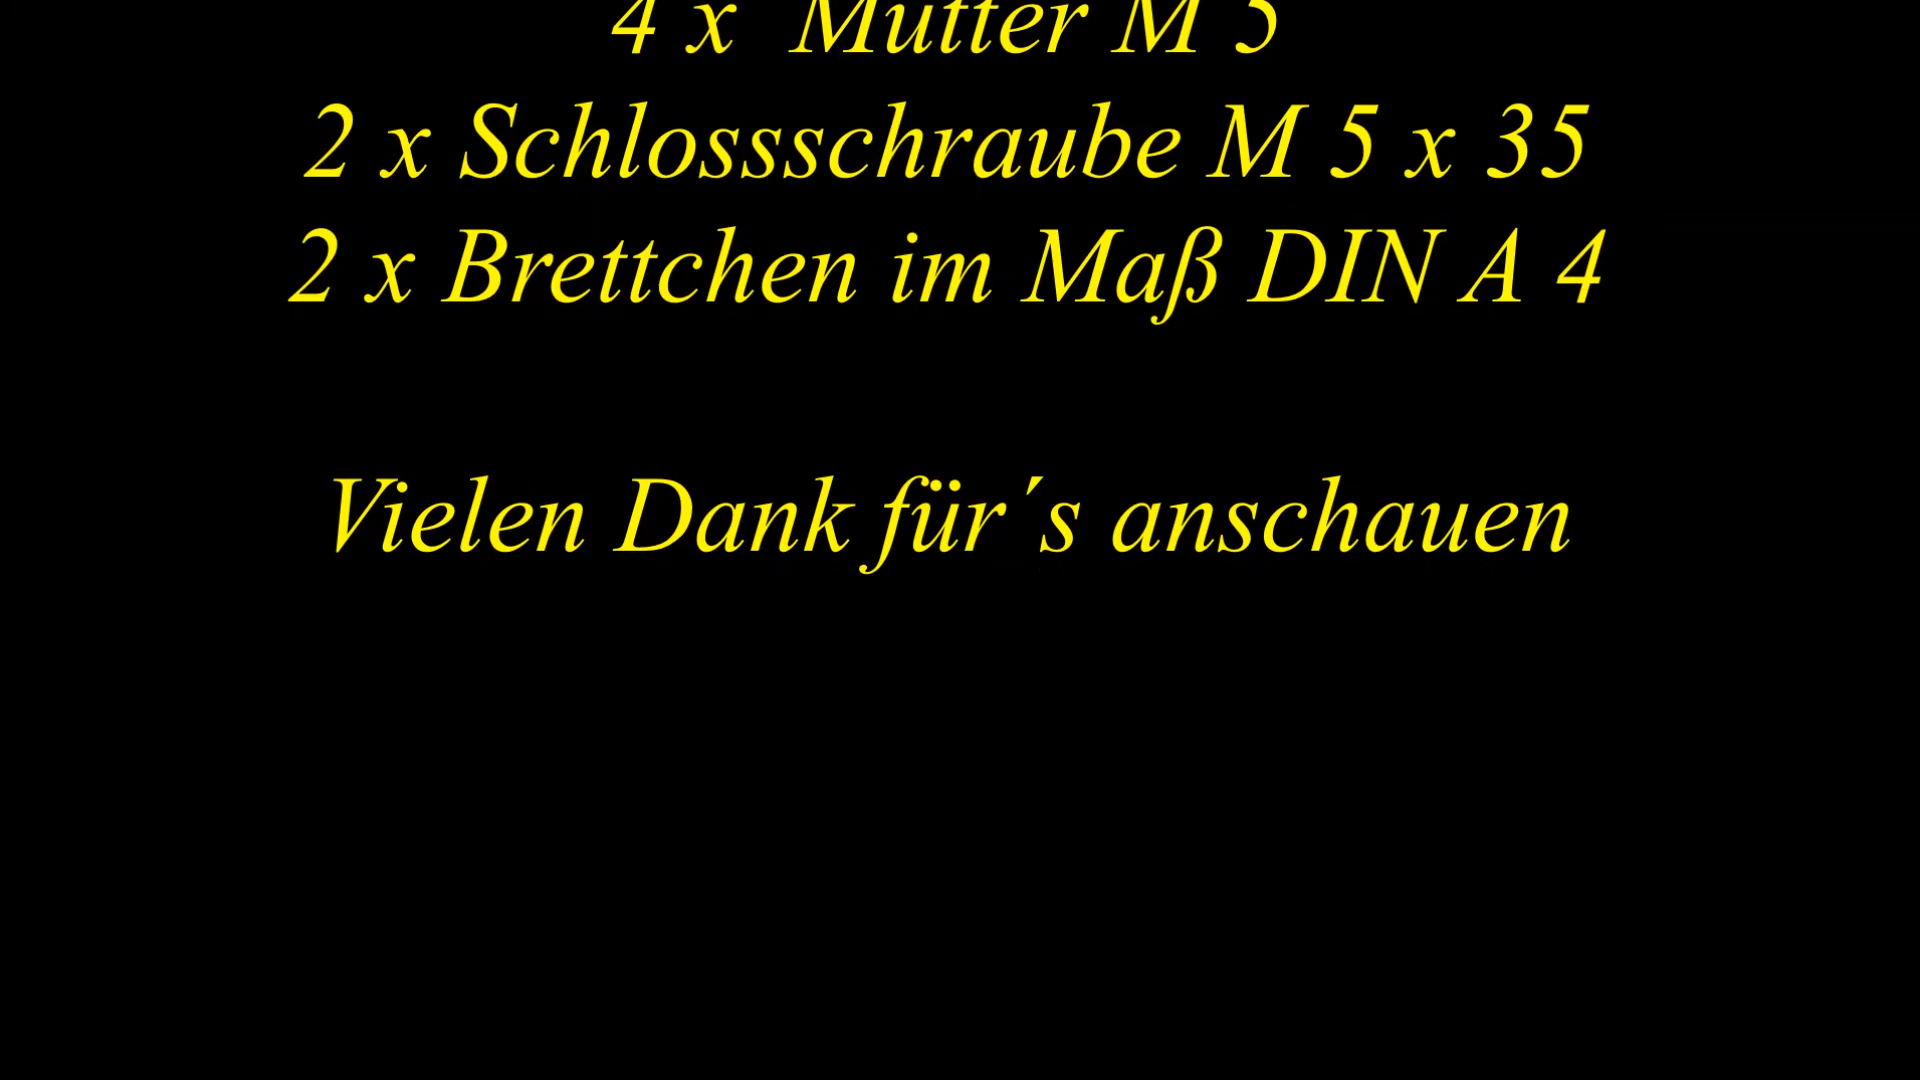 4 x Mutter M 5
2 x Schlossschraube M 5 x 35
2 x Brettchen im Maß DIN A 4
Vielen Dank für´s anschauen